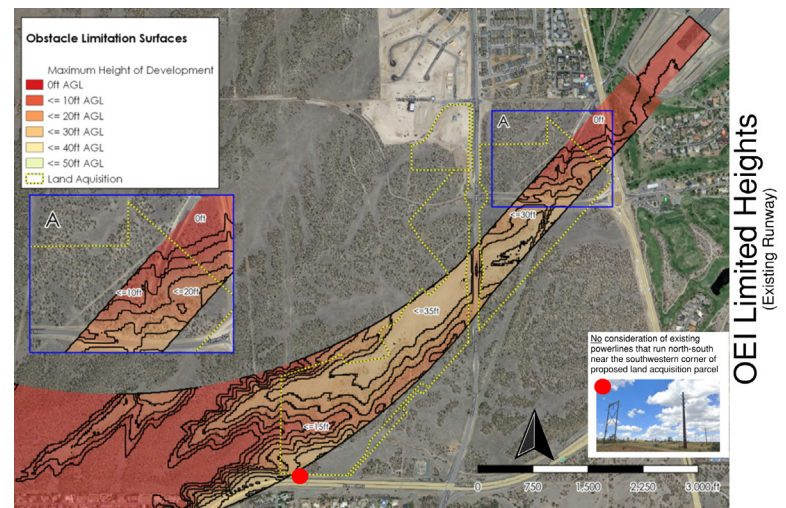 Obstacle Limitation Surfaces
Maximum Height of Development
0ft AGL
<= 10ft AGL
<= 20ft AGL
<= 30ft AGL
<= 40ft AGL
<= 50ft AGL
Land Aquisition
A
0ft
<=10ft
<=20ft
A
0ft
<=30ft
<=35ft
<=15ft
No consideration of existing
powerlines that run north-south
near the southwestern corner of
proposed land acquisition parcel
0 750 1,500 2,250 3,000 ft
OEI Limited Heights
(Existing Runway)